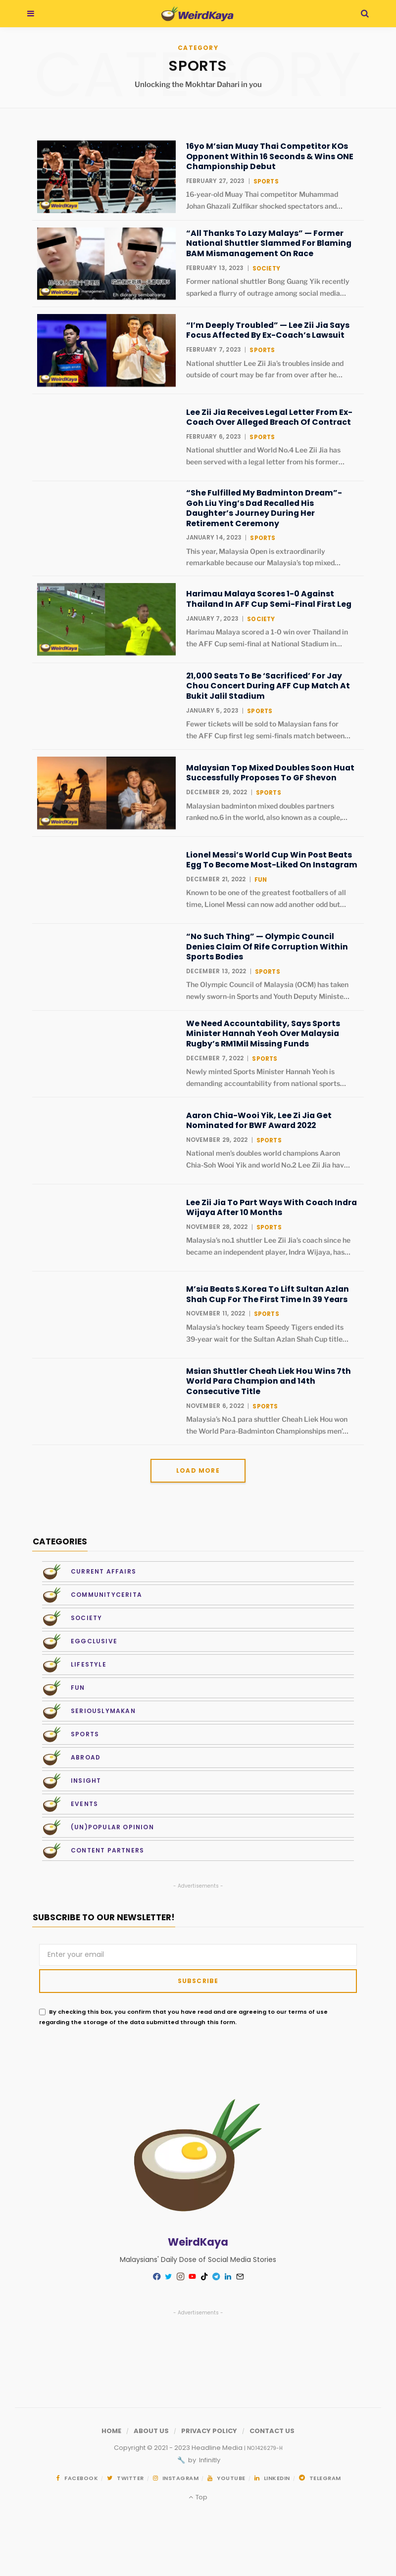 WeirdKaya
CATEGORY
CATEGORY
SPORTS
Unlocking the Mokhtar Dahari in you
16yo M'sian Muay Thai Competitor KOs
Opponent Within 16 Seconds & Wins ONE
Championship Debut
FEBRUARY 27, 2023 | SPORTS
16-year-old Muay Thai competitor Muhammad
Johan Ghazali Zulfikar shocked spectators and...
WeirdKaya
“All Thanks To Lazy Malays” — Former
National Shuttler Slammed For Blaming
BAM Mismanagement On Race
FEBRUARY 13, 2023 | SOCIETY
Former national shuttler Bong Guang Yik recently
sparked a flurry of outrage among social media...
WeirdKaya
“I’m Deeply Troubled” — Lee Zii Jia Says
Focus Affected By Ex-Coach’s Lawsuit
FEBRUARY 7, 2023 | SPORTS
National shuttler Lee Zii Jia’s troubles inside and
outside of court may be far from over after he...
WeirdKaya
Lee Zii Jia Receives Legal Letter From Ex-
Coach Over Alleged Breach Of Contract
FEBRUARY 6, 2023 | SPORTS
National shuttler and World No.4 Lee Zii Jia has
been served with a legal letter from his former...
“She Fulfilled My Badminton Dream”-
Goh Liu Ying’s Dad Recalled His
Daughter’s Journey During Her
Retirement Ceremony
JANUARY 14, 2023 | SPORTS
This year, Malaysia Open is extraordinarily
remarkable because our Malaysia’s top mixed...
Harimau Malaya Scores 1-0 Against
Thailand In AFF Cup Semi-Final First Leg
JANUARY 7, 2023 | SOCIETY
Harimau Malaya scored a 1-0 win over Thailand in
the AFF Cup semi-final at National Stadium in...
WeirdKaya
21,000 Seats To Be ‘Sacrificed’ For Jay
Chou Concert During AFF Cup Match At
Bukit Jalil Stadium
JANUARY 5, 2023 | SPORTS
Fewer tickets will be sold to Malaysian fans for
the AFF Cup first leg semi-finals match between...
Malaysian Top Mixed Doubles Soon Huat
Successfully Proposes To GF Shevon
DECEMBER 29, 2022 | SPORTS
Malaysian badminton mixed doubles partners
ranked no.6 in the world, also known as a couple,...
WeirdKaya
Lionel Messi’s World Cup Win Post Beats
Egg To Become Most-Liked On Instagram
DECEMBER 21, 2022 | FUN
Known to be one of the greatest footballers of all
time, Lionel Messi can now add another odd but...
“No Such Thing” — Olympic Council
Denies Claim Of Rife Corruption Within
Sports Bodies
DECEMBER 13, 2022 | SPORTS
The Olympic Council of Malaysia (OCM) has taken
newly sworn-in Sports and Youth Deputy Ministe...
We Need Accountability, Says Sports
Minister Hannah Yeoh Over Malaysia
Rugby’s RM1Mil Missing Funds
DECEMBER 7, 2022 | SPORTS
Newly minted Sports Minister Hannah Yeoh is
demanding accountability from national sports...
Aaron Chia-Wooi Yik, Lee Zi Jia Get
Nominated for BWF Award 2022
NOVEMBER 29, 2022 | SPORTS
National men’s doubles world champions Aaron
Chia-Soh Wooi Yik and world No.2 Lee Zii Jia hav...
Lee Zii Jia To Part Ways With Coach Indra
Wijaya After 10 Months
NOVEMBER 28, 2022 | SPORTS
Malaysia’s no.1 shuttler Lee Zii Jia’s coach since he
became an independent player, Indra Wijaya, has...
M’sia Beats S.Korea To Lift Sultan Azlan
Shah Cup For The First Time In 39 Years
NOVEMBER 11, 2022 | SPORTS
Malaysia’s hockey team Speedy Tigers ended its
39-year wait for the Sultan Azlan Shah Cup title...
Msian Shuttler Cheah Liek Hou Wins 7th
World Para Champion and 14th
Consecutive Title
NOVEMBER 6, 2022 | SPORTS
Malaysia’s No.1 para shuttler Cheah Liek Hou won
the World Para-Badminton Championships men’...
LOAD MORE
CATEGORIES
CURRENT AFFAIRS
COMMUNITYCERITA
SOCIETY
EGGCLUSIVE
LIFESTYLE
FUN
SERIOUSLYMAKAN
SPORTS
ABROAD
INSIGHT
EVENTS
(UN)POPULAR OPINION
CONTENT PARTNERS
- Advertisements -
SUBSCRIBE TO OUR NEWSLETTER!
Enter your email
SUBSCRIBE
By checking this box, you confirm that you have read and are agreeing to our terms of use
regarding the storage of the data submitted through this form.
WeirdKaya
Malaysians' Daily Dose of Social Media Stories
- Advertisements -
HOME / ABOUT US / PRIVACY POLICY / CONTACT US
Copyright © 2021 - 2023 Headline Media | NO.1426279-H
by Infinitly
FACEBOOK TWITTER INSTAGRAM YOUTUBE LINKEDIN TELEGRAM
Top